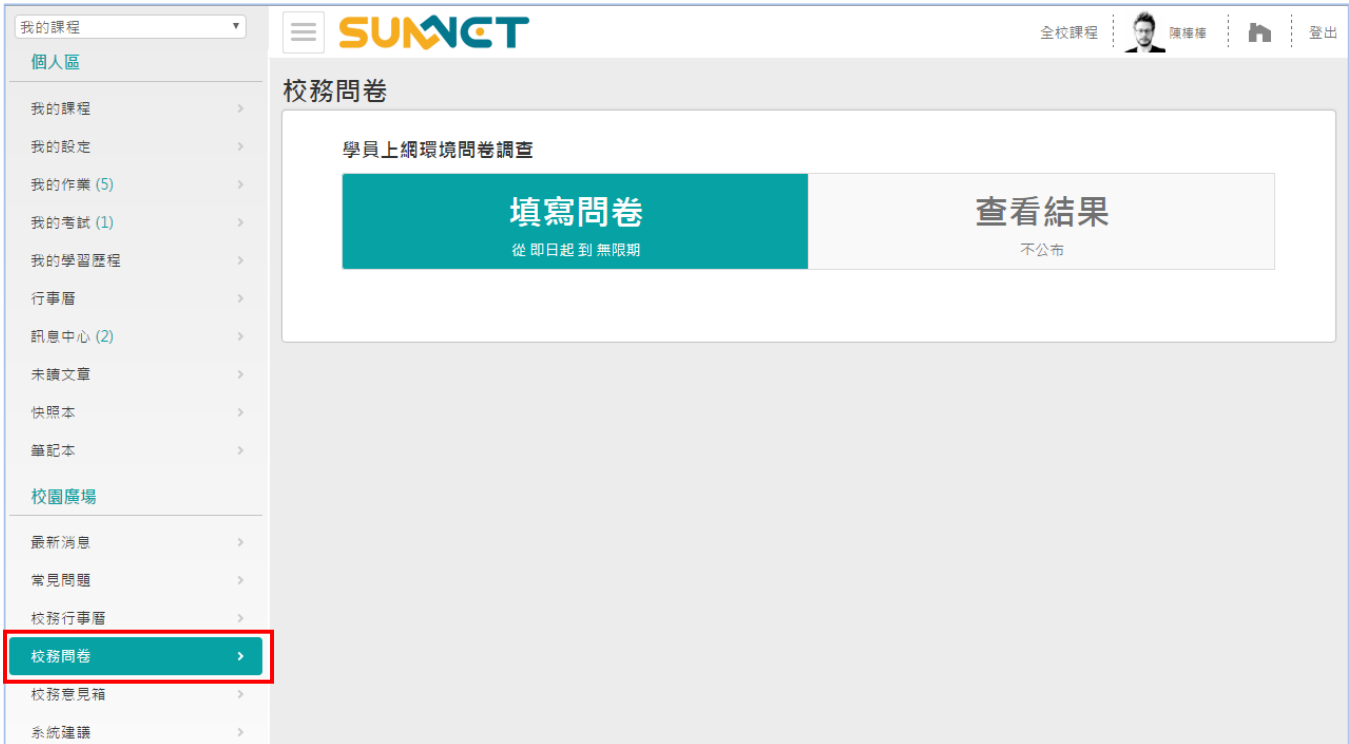 我的課程
個人區
我的課程
我的設定
我的作業 (5)
我的考試 (1)
我的學習歷程
行事曆
訊息中心 (2)
未讀文章
快照本
筆記本
校園廣場
最新消息
常見問題
校務行事曆
校務問卷
校務意見箱
系統建議
SUNNET
全校課程
陳棒棒
登出
校務問卷
學員上網環境問卷調查
填寫問卷
從 即日起 到 無限期
查看結果
不公布